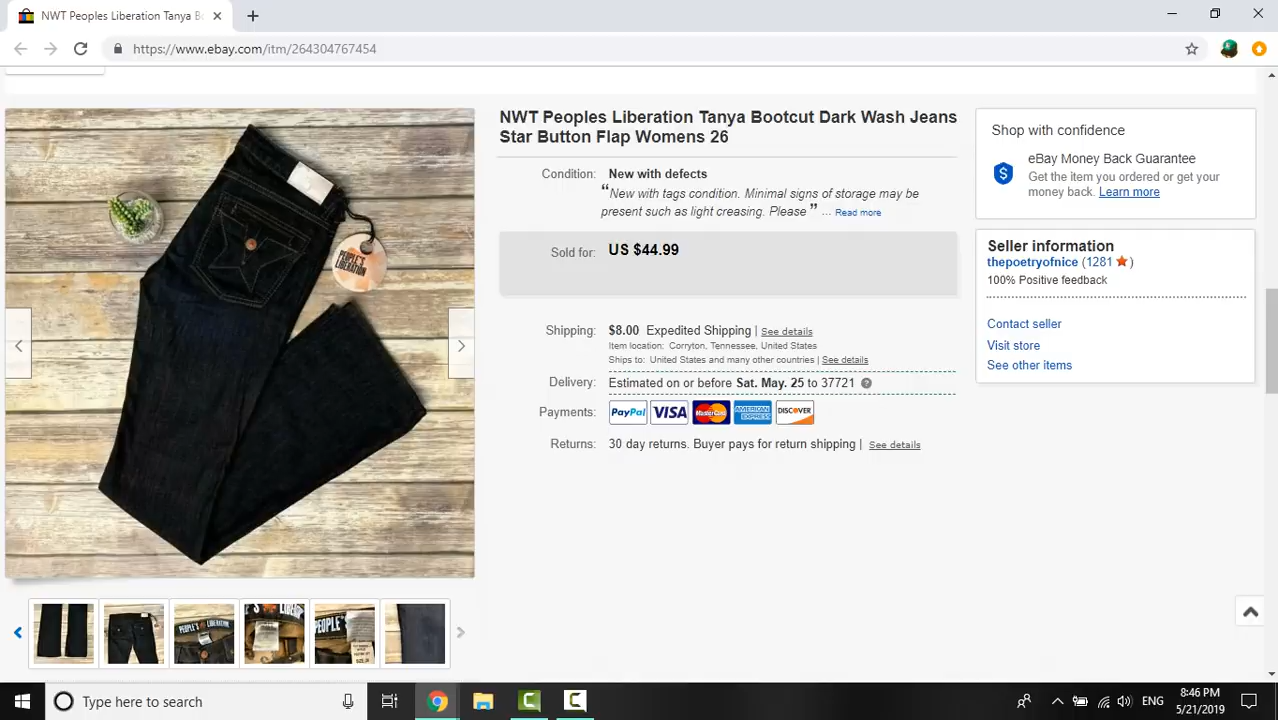 NWT Peoples Liberation Tanya Bo
https://www.ebay.com/itm/264304767454
NWT Peoples Liberation Tanya Bootcut Dark Wash Jeans
Star Button Flap Womens 26
Condition: New with defects
“New with tags condition. Minimal signs of storage may be
present such as light creasing. Please ” ... Read more
Sold for: US $44.99
Shipping: $8.00 Expedited Shipping | See details
Item location: Corryton, Tennessee, United States
Ships to: United States and many other countries | See details
Delivery: Estimated on or before Sat. May. 25 to 37721 ?
Payments: PayPal VISA MasterCard AMERICAN EXPRESS DISCOVER
Returns: 30 day returns. Buyer pays for return shipping | See details
Shop with confidence
eBay Money Back Guarantee
Get the item you ordered or get your
money back. Learn more
Seller information
thepoetryofnice (1281 )
100% Positive feedback
Contact seller
Visit store
See other items
PEOPLE'S
LIBERATION
PEOPLE'S LIBERATION
Type here to search
ENG
8:46 PM
5/21/2019